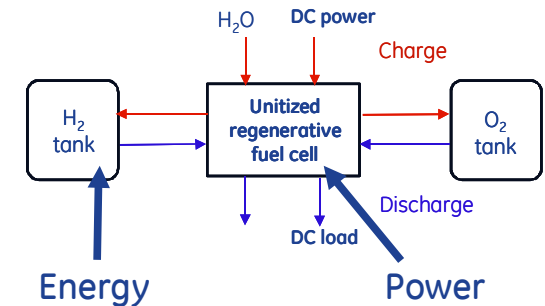 H₂O
DC power
Charge
Unitized
regenerative
fuel cell
H₂
tank
O₂
tank
Discharge
DC load
Energy
Power